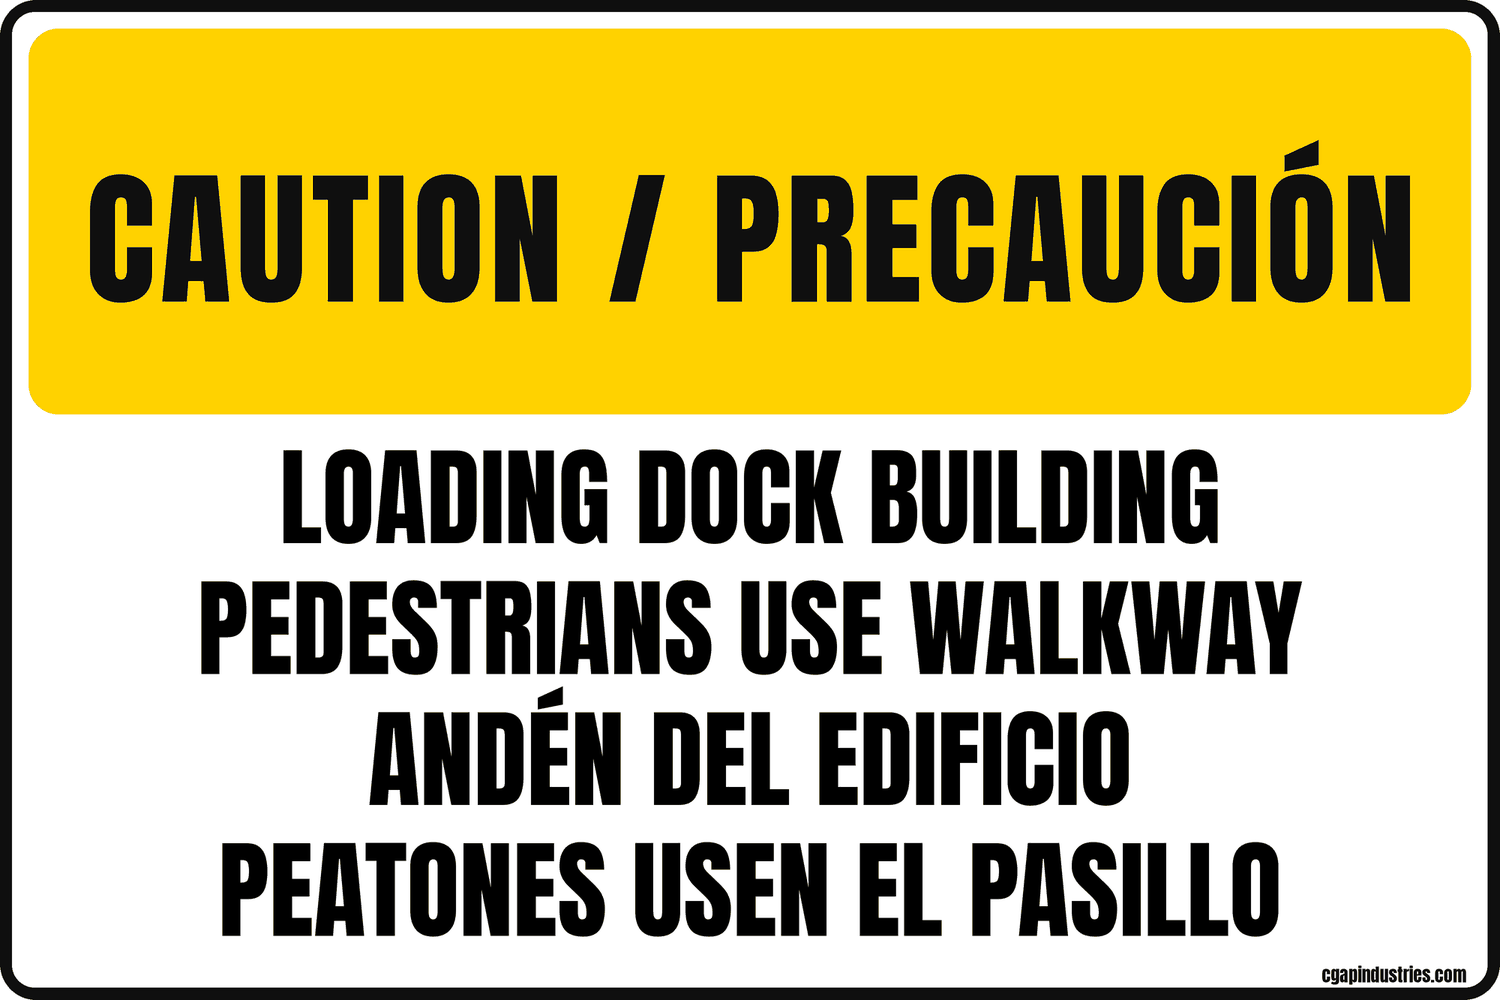 CAUTION / PRECAUCIÓN
LOADING DOCK BUILDING
PEDESTRIANS USE WALKWAY
ANDÉN DEL EDIFICIO
PEATONES USEN EL PASILLO
cgapindustries.com